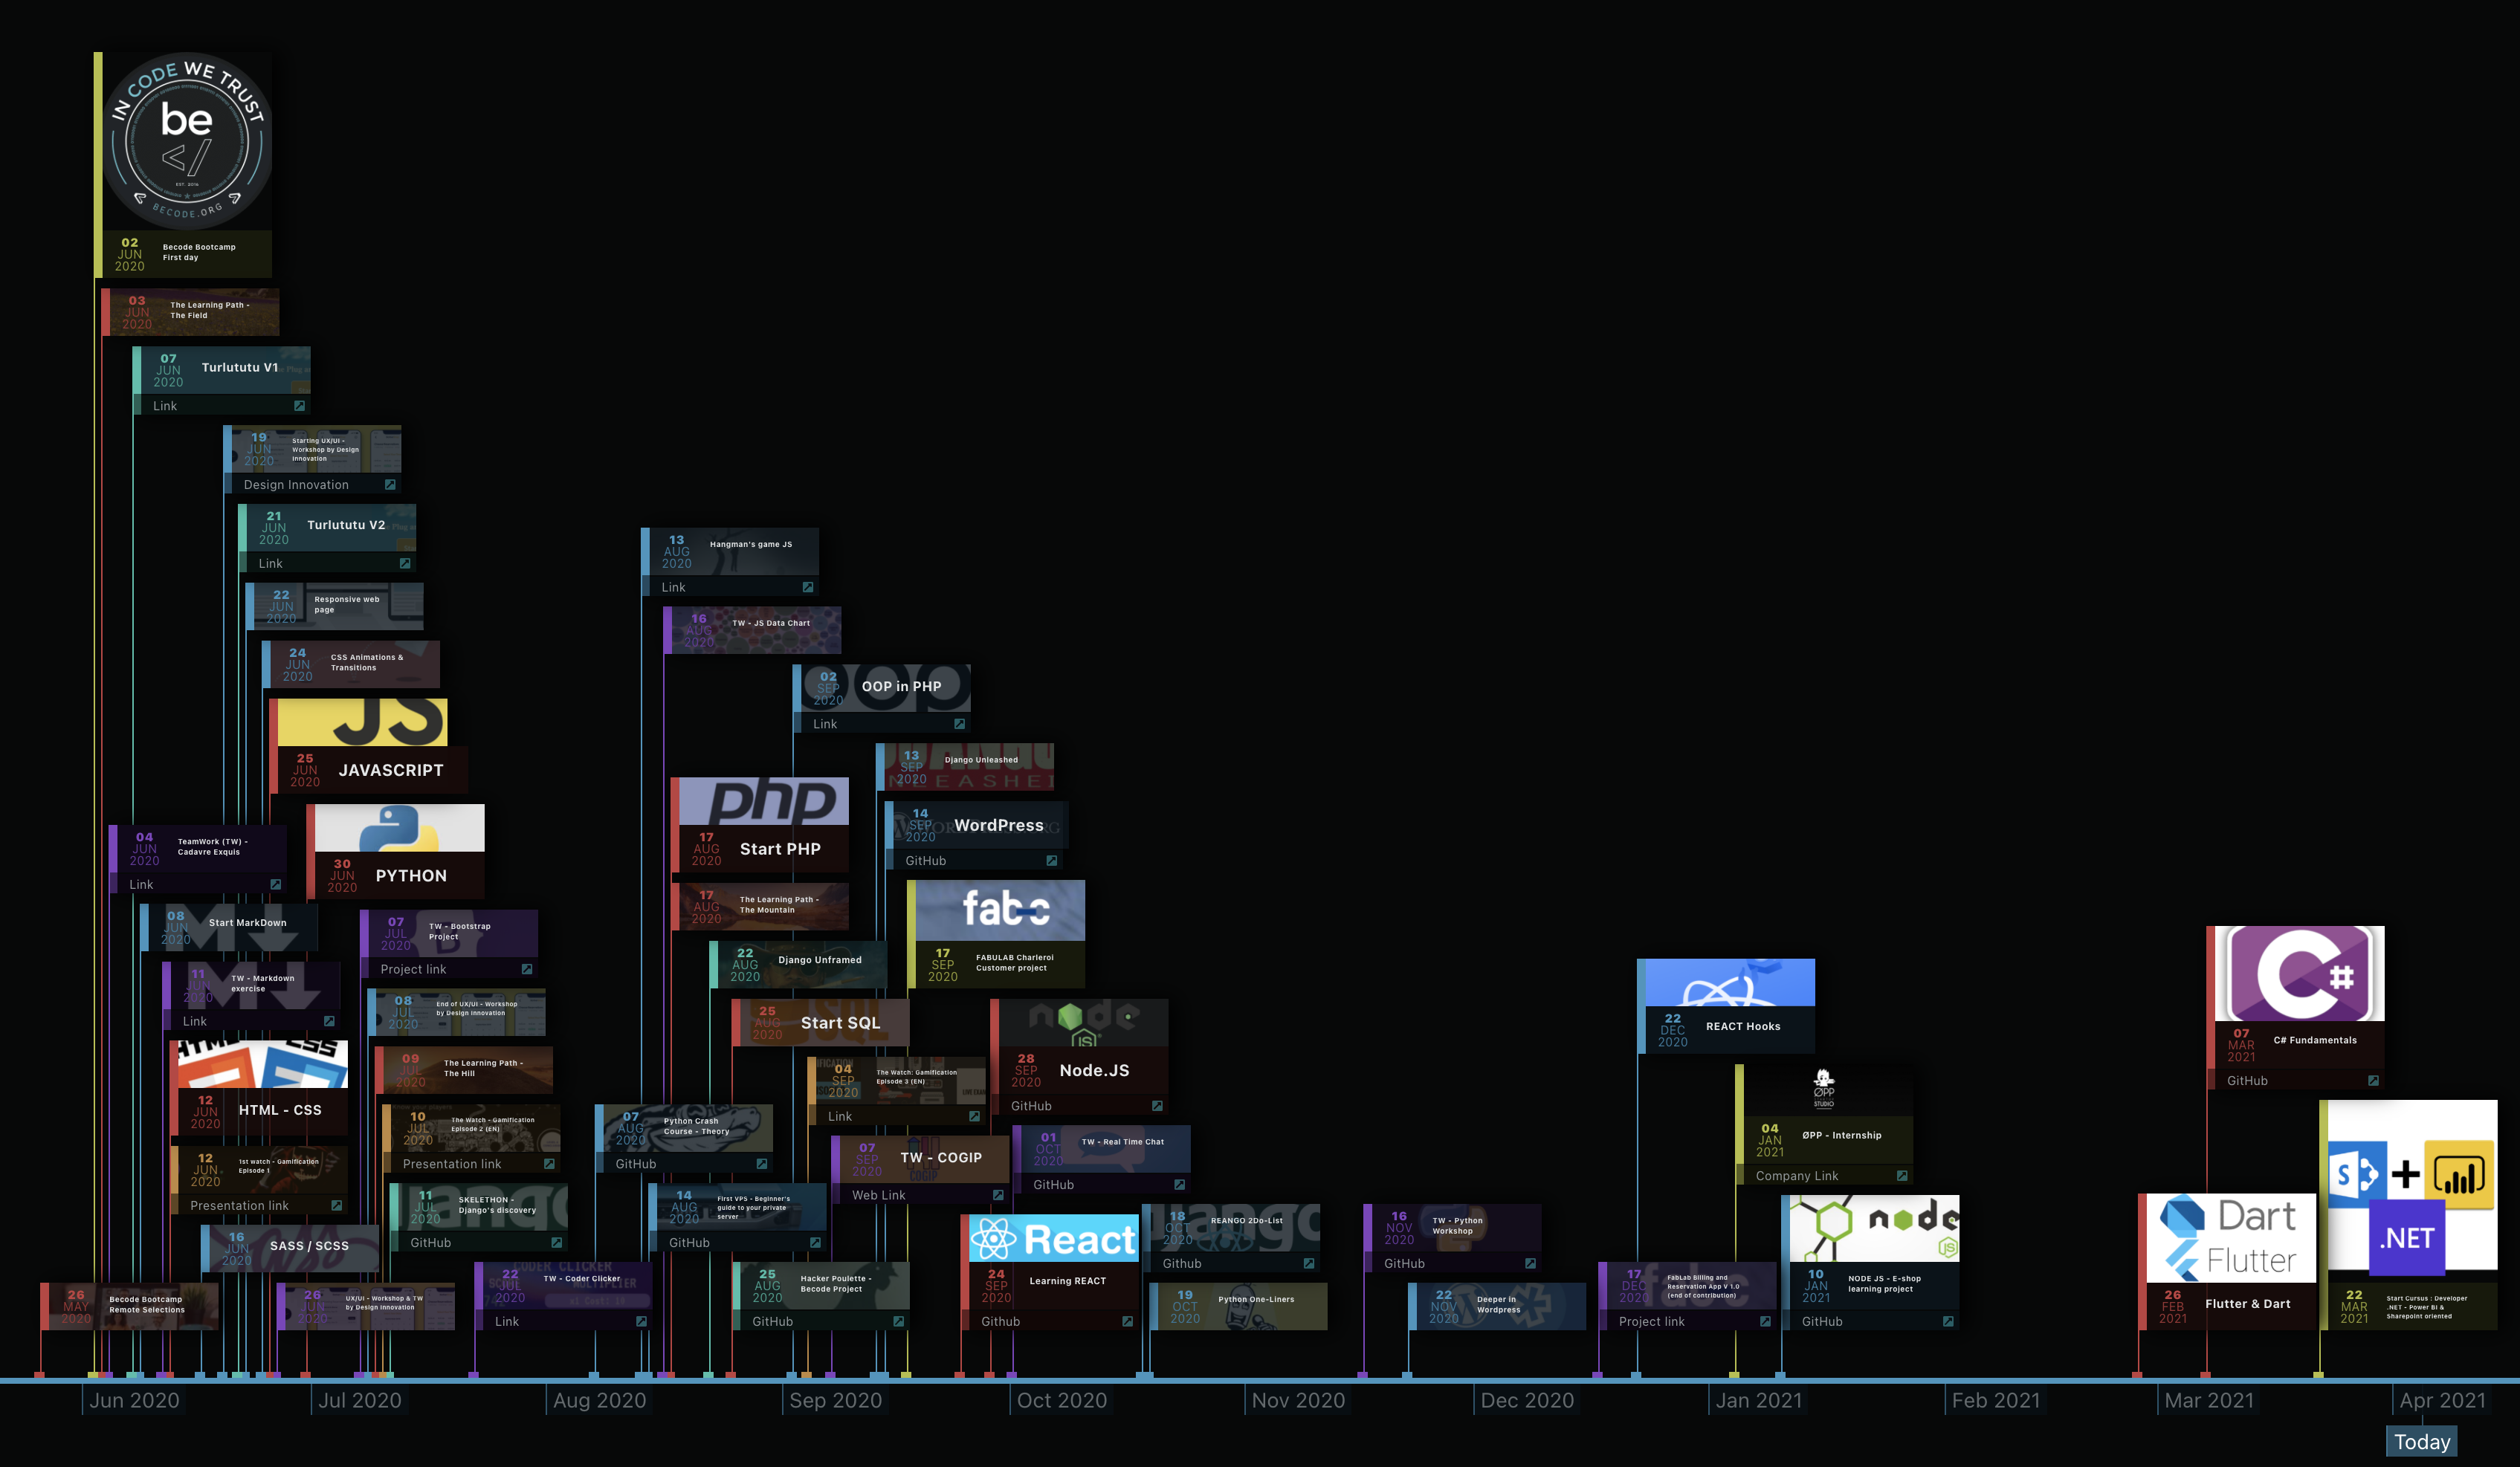 IN CODE WE TRUST
be
</
EST. 2016
BECODE.ORG
02
JUN
2020
Becode Bootcamp
First day
03
JUN
2020
The Learning Path -
The Field
07
JUN
2020
Turlututu V1
Link
19
JUN
2020
Starting UX/UI -
Workshop by Design
Innovation
Design Innovation
21
JUN
2020
Turlututu V2
Link
22
JUN
2020
Responsive web
page
24
JUN
2020
CSS Animations &
Transitions
JS
25
JUN
2020
JAVASCRIPT
30
JUN
2020
PYTHON
04
JUN
2020
TeamWork (TW) -
Cadavre Exquis
Link
08
JUN
2020
Start MarkDown
11
JUN
2020
TW - Markdown
exercise
Link
HTML CSS
12
JUN
2020
HTML - CSS
12
JUN
2020
1st watch - Gamification
Episode 1
Presentation link
16
JUN
2020
SASS / SCSS
26
MAY
2020
Becode Bootcamp
Remote Selections
26
JUN
2020
UX/UI - Workshop & TW
by Design Innovation
07
JUL
2020
TW - Bootstrap
Project
Project link
08
JUL
2020
End of UX/UI - Workshop
by Design Innovation
09
JUL
2020
The Learning Path -
The Hill
10
JUL
2020
The Watch - Gamification
Episode 2 (EN)
Presentation link
11
JUL
2020
SKELETHON -
Django's discovery
GitHub
22
JUL
2020
TW - Coder Clicker
Link
07
AUG
2020
Python Crash
Course - Theory
GitHub
13
AUG
2020
Hangman's game JS
Link
14
AUG
2020
First VPS - Beginner's
guide to your private
server
GitHub
16
AUG
2020
TW - JS Data Chart
php
17
AUG
2020
Start PHP
17
AUG
2020
The Learning Path -
The Mountain
22
AUG
2020
Django Unframed
SQL
25
AUG
2020
Start SQL
25
AUG
2020
Hacker Poulette -
Becode Project
GitHub
OOP
02
SEP
2020
OOP in PHP
Link
04
SEP
2020
The Watch: Gamification
Episode 3 (EN)
Link
07
SEP
2020
TW - COGIP
COGIP
Web Link
13
SEP
2020
Django Unleashed
14
SEP
2020
WordPress
GitHub
fab-c
17
SEP
2020
FABULAB Charleroi
Customer project
React
24
SEP
2020
Learning REACT
Github
node
JS
28
SEP
2020
Node.JS
GitHub
01
OCT
2020
TW - Real Time Chat
GitHub
18
OCT
2020
REANGO 2Do-List
Github
19
OCT
2020
Python One-Liners
16
NOV
2020
TW - Python
Workshop
GitHub
22
NOV
2020
Deeper in
Wordpress
17
DEC
2020
FabLab Billing and
Reservation App V 1.0
(end of contribution)
Project link
22
DEC
2020
REACT Hooks
ØPP
STUDIO
04
JAN
2021
ØPP - Internship
Company Link
node
JS
10
JAN
2021
NODE JS - E-shop
learning project
GitHub
Dart
Flutter
26
FEB
2021
Flutter & Dart
C#
07
MAR
2021
C# Fundamentals
GitHub
S
+
.NET
22
MAR
2021
Start Cursus : Developer
.NET - Power BI &
Sharepoint oriented
Jun 2020
Jul 2020
Aug 2020
Sep 2020
Oct 2020
Nov 2020
Dec 2020
Jan 2021
Feb 2021
Mar 2021
Apr 2021
Today